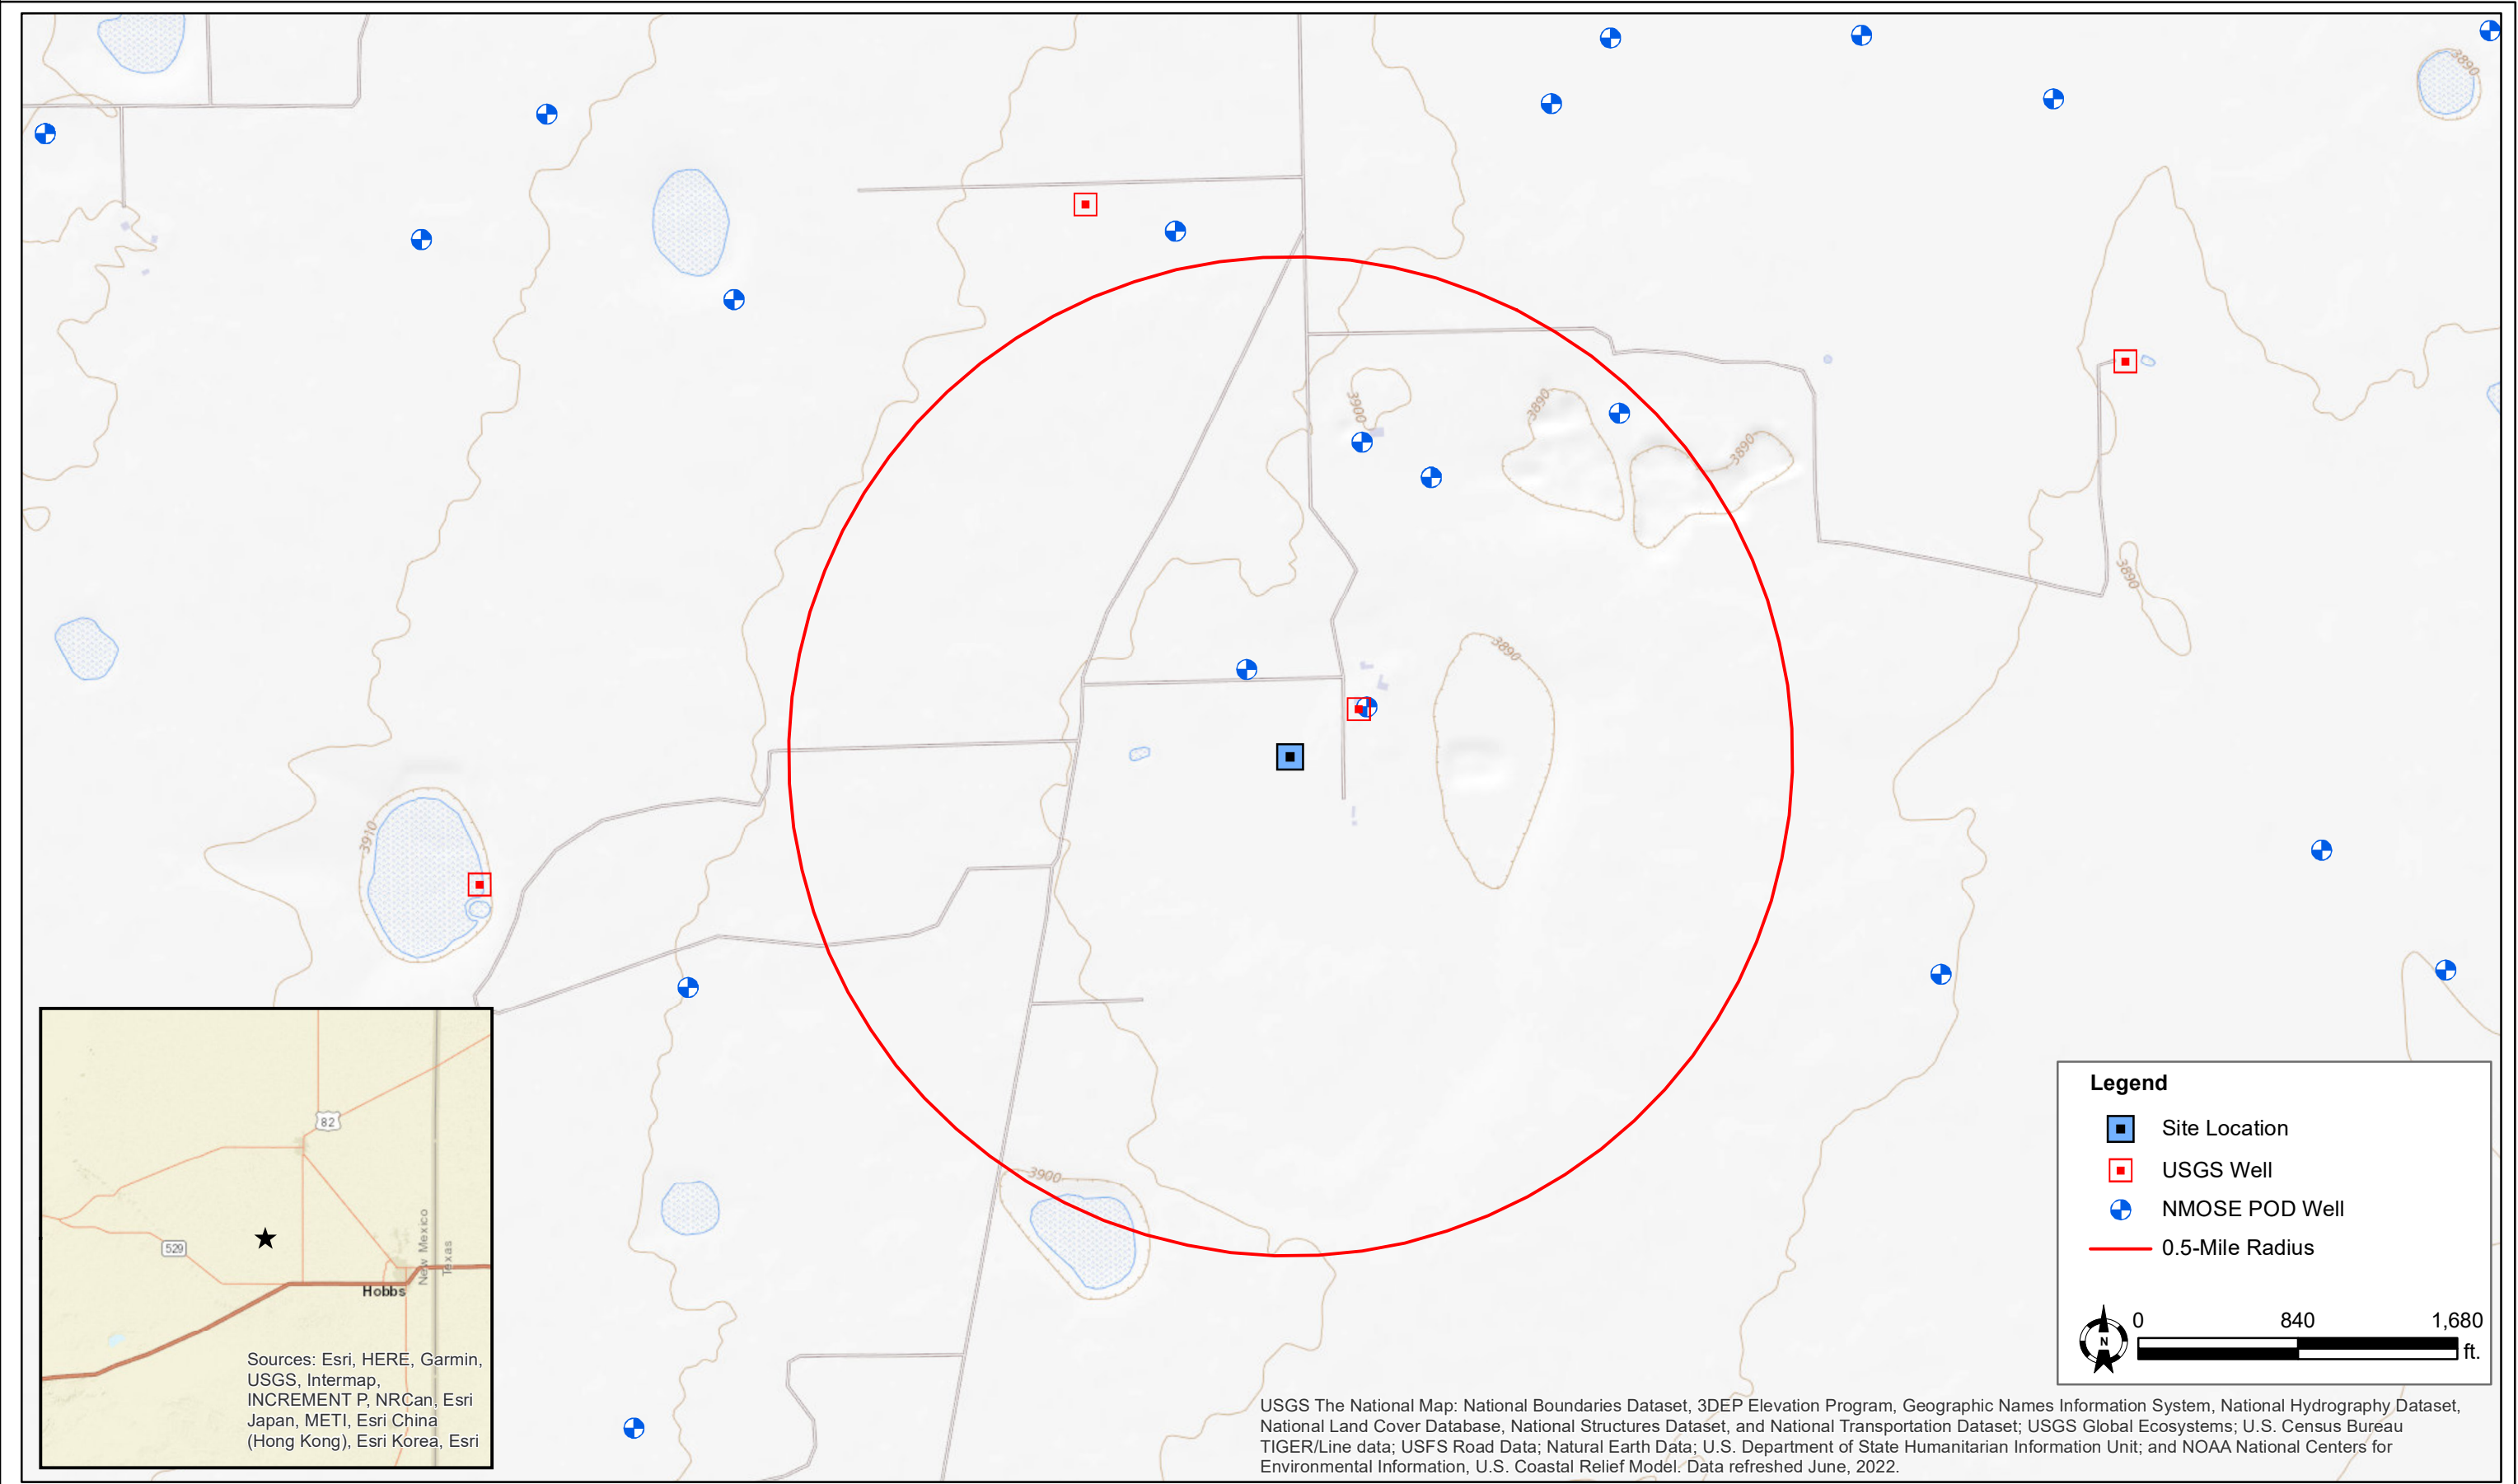 3890
3900
3890
3890
3890
3890
3910
3900
82
529
New Mexico
Texas
Hobbs
Sources: Esri, HERE, Garmin,
USGS, Intermap,
INCREMENT P, NRCan, Esri
Japan, METI, Esri China
(Hong Kong), Esri Korea, Esri
Legend
Site Location
USGS Well
NMOSE POD Well
0.5-Mile Radius
N
0 840 1,680
ft.
USGS The National Map: National Boundaries Dataset, 3DEP Elevation Program, Geographic Names Information System, National Hydrography Dataset,
National Land Cover Database, National Structures Dataset, and National Transportation Dataset; USGS Global Ecosystems; U.S. Census Bureau
TIGER/Line data; USFS Road Data; Natural Earth Data; U.S. Department of State Humanitarian Information Unit; and NOAA National Centers for
Environmental Information, U.S. Coastal Relief Model. Data refreshed June, 2022.